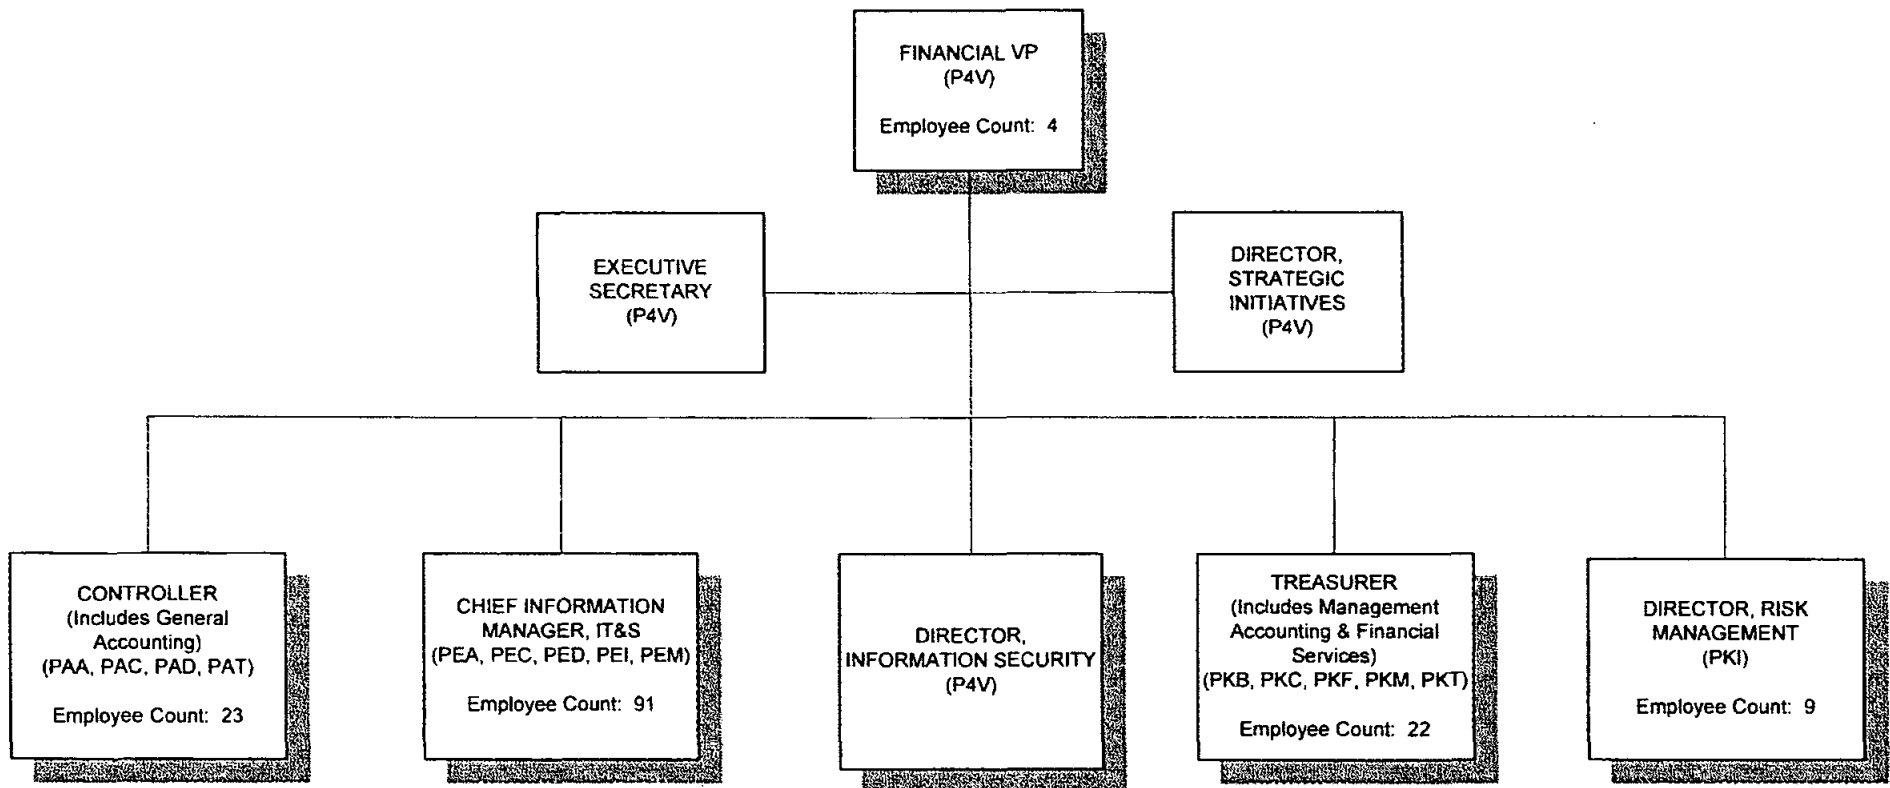 FINANCIAL VP
(P4V)
Employee Count: 4
EXECUTIVE
SECRETARY
(P4V)
DIRECTOR,
STRATEGIC
INITIATIVES
(P4V)
CONTROLLER
(Includes General
Accounting)
(PAA, PAC, PAD, PAT)
Employee Count: 23
CHIEF INFORMATION
MANAGER, IT&S
(PEA, PEC, PED, PEI, PEM)
Employee Count: 91
DIRECTOR,
INFORMATION SECURITY
(P4V)
TREASURER
(Includes Management
Accounting & Financial
Services)
(PKB, PKC, PKF, PKM, PKT)
Employee Count: 22
DIRECTOR, RISK
MANAGEMENT
(PKI)
Employee Count: 9